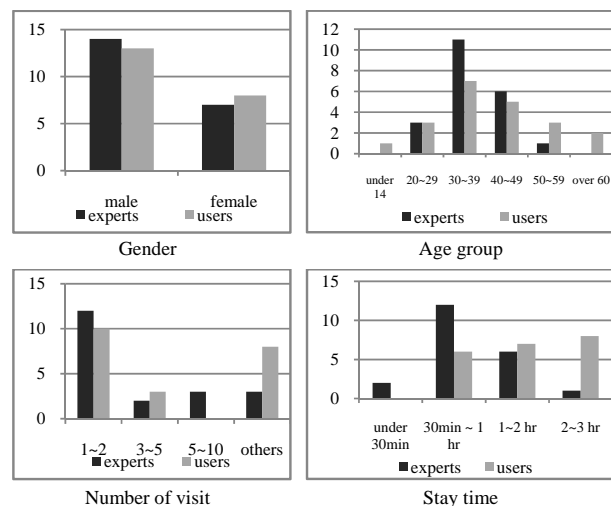 15
10
5
0
male female
experts users
Gender
12
10
8
6
4
2
0
under 14 20~29 30~39 40~49 50~59 over 60
experts users
Age group
15
10
5
0
1~2 3~5 5~10 others
experts users
Number of visit
15
10
5
0
under 30min 30min ~ 1 hr 1~2 hr 2~3 hr
experts users
Stay time